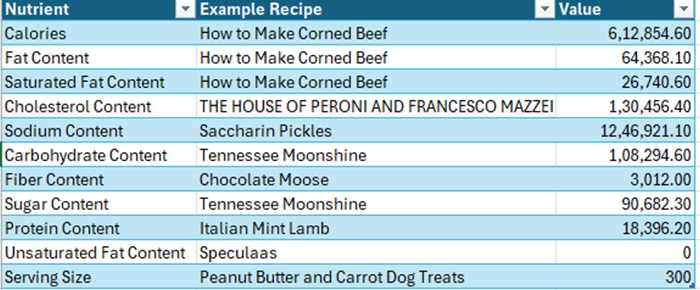 Nutrient Example Recipe Value
Calories How to Make Corned Beef 6,12,854.60
Fat Content How to Make Corned Beef 64,368.10
Saturated Fat Content How to Make Corned Beef 26,740.60
Cholesterol Content THE HOUSE OF PERONI AND FRANCESCO MAZZEI 1,30,456.40
Sodium Content Saccharin Pickles 12,46,921.10
Carbohydrate Content Tennessee Moonshine 1,08,294.60
Fiber Content Chocolate Moose 3,012.00
Sugar Content Tennessee Moonshine 90,682.30
Protein Content Italian Mint Lamb 18,396.20
Unsaturated Fat Content Speculaas 0
Serving Size Peanut Butter and Carrot Dog Treats 300